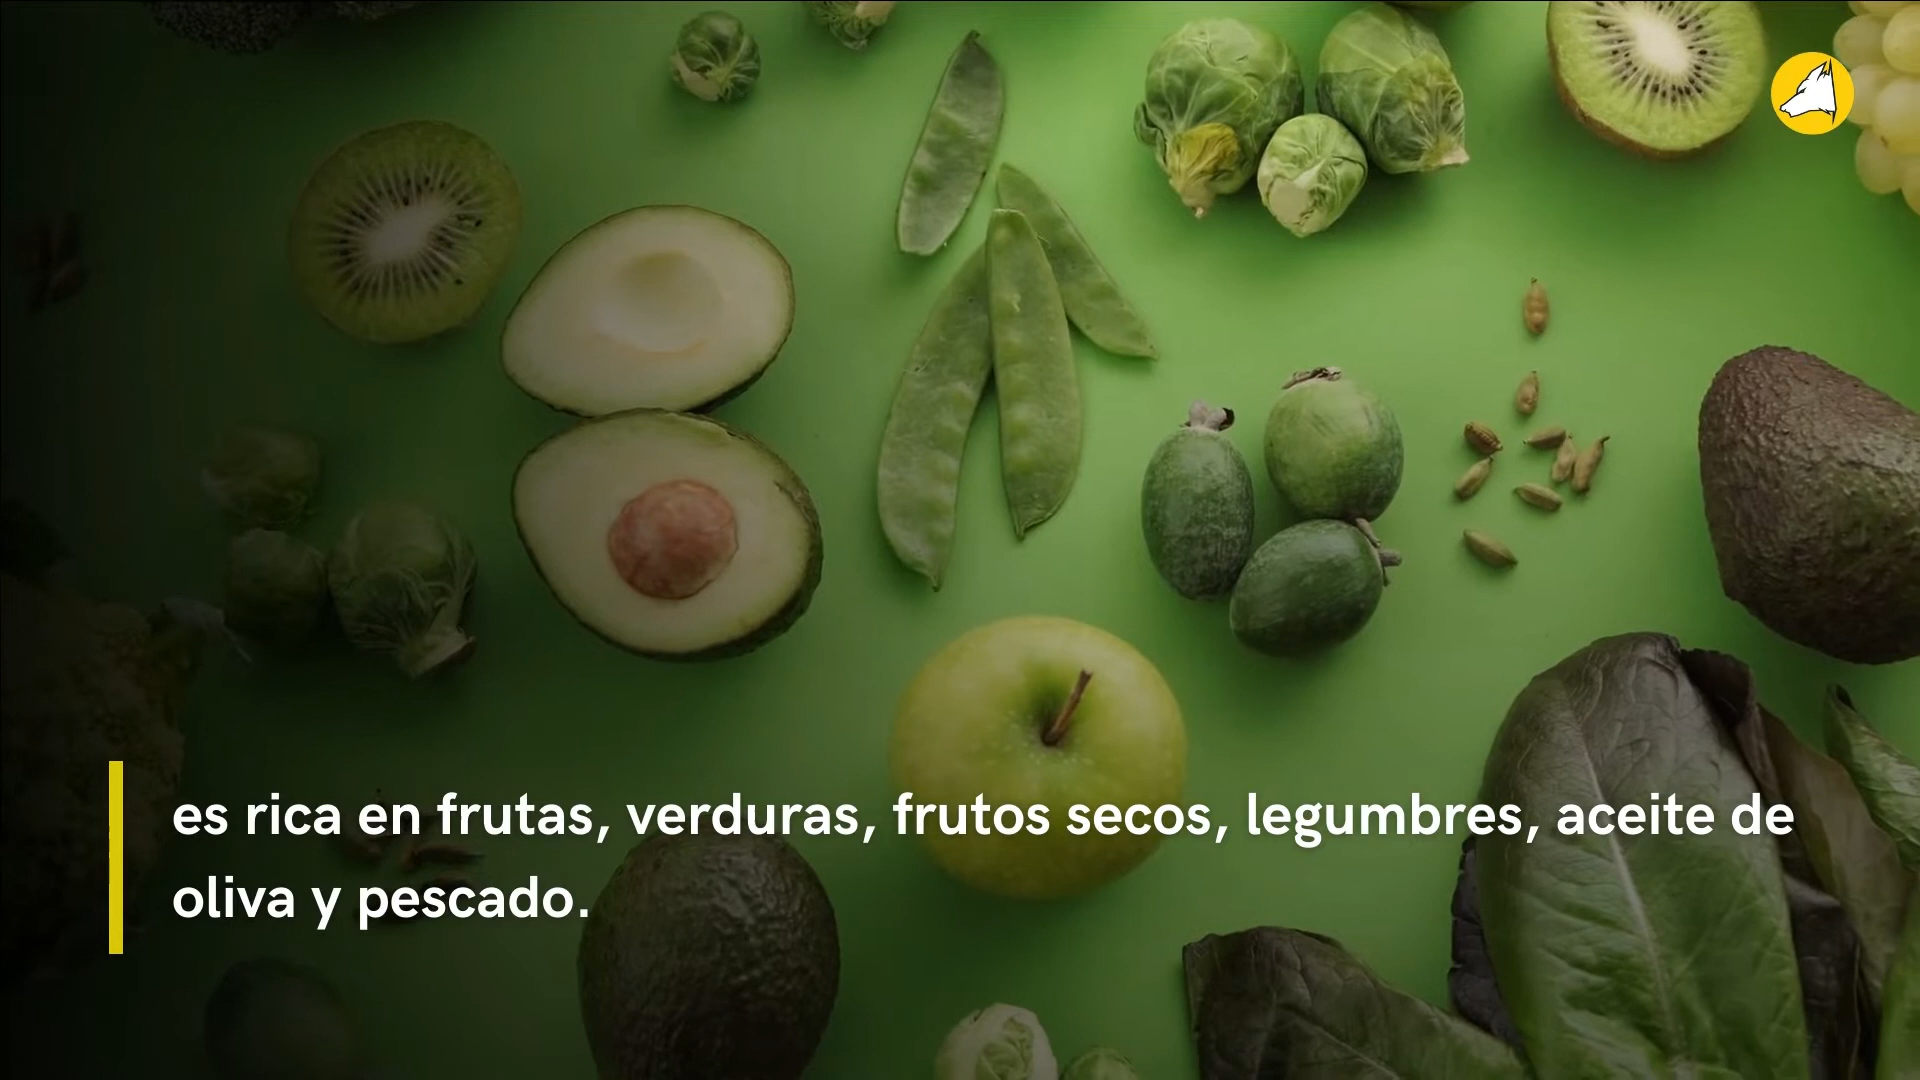 es rica en frutas, verduras, frutos secos, legumbres, aceite de
oliva y pescado.